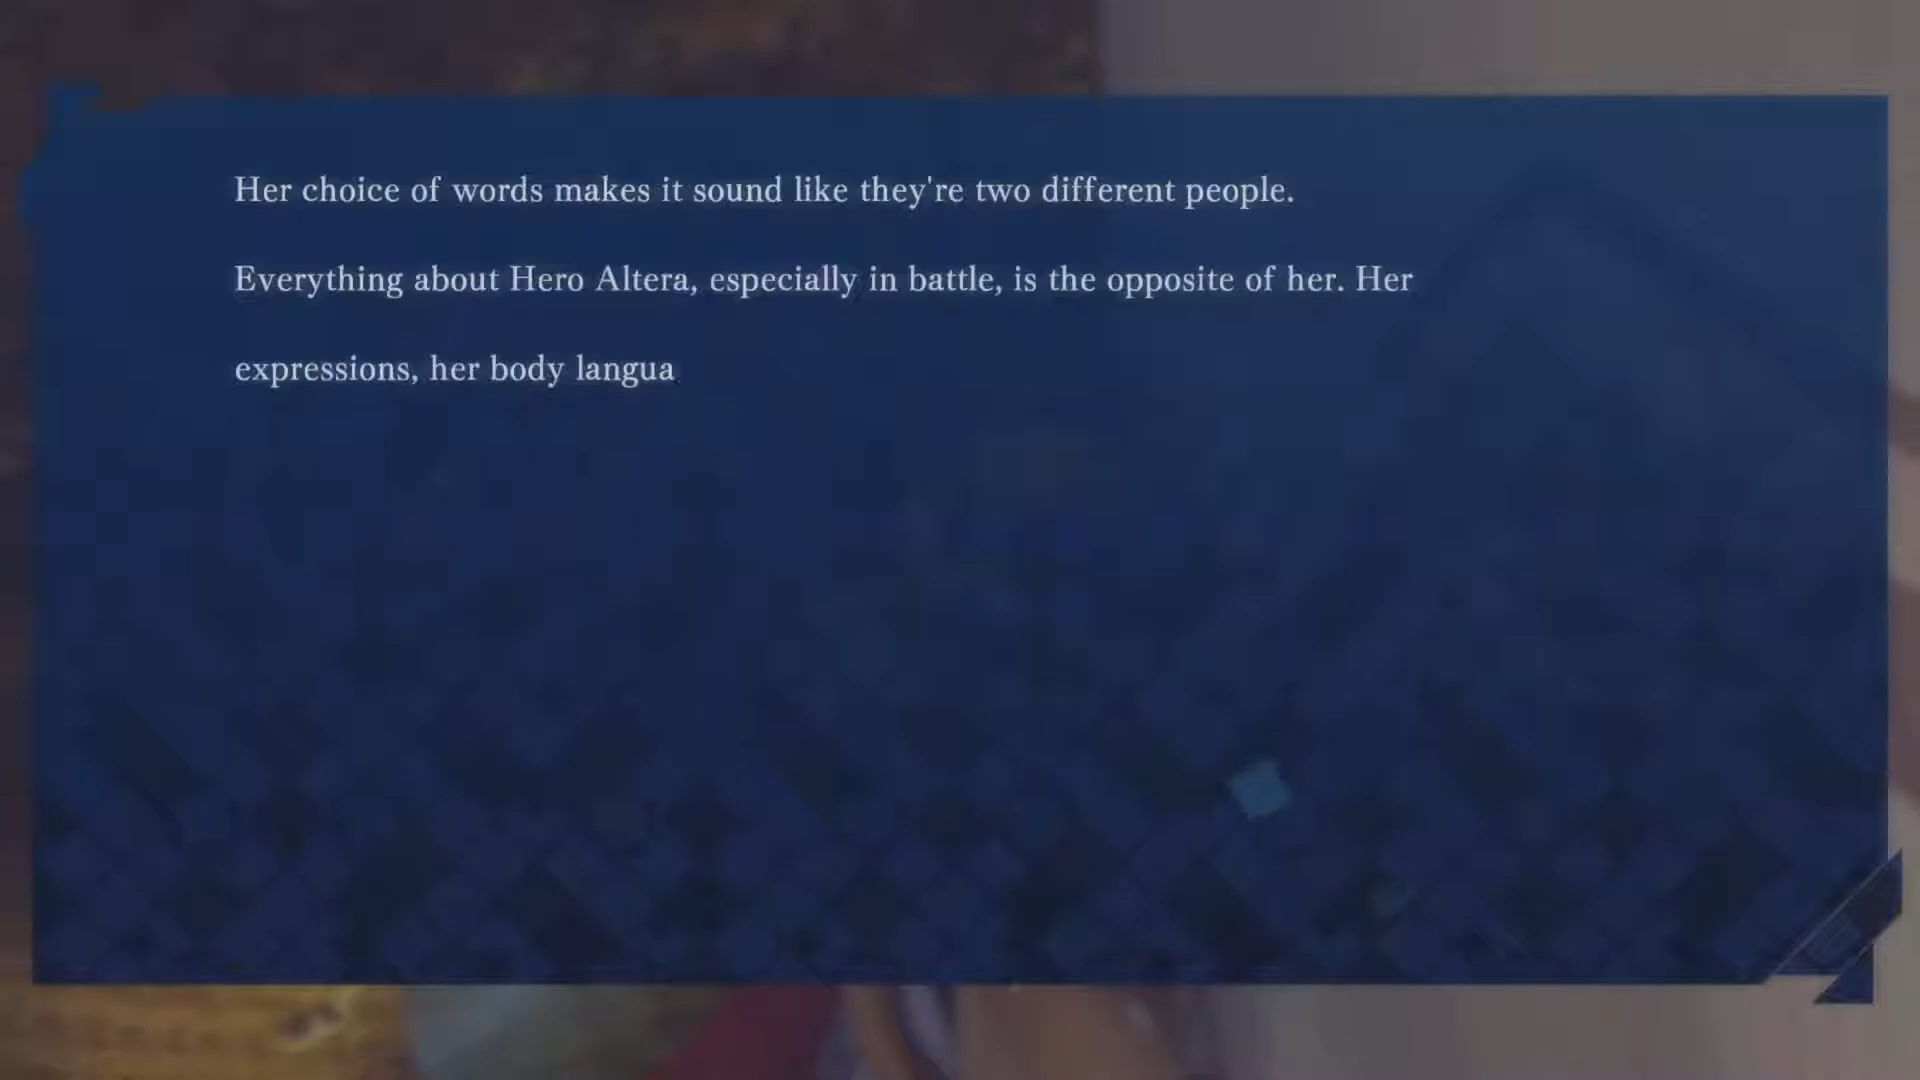 Her choice of words makes it sound like they're two different people.
Everything about Hero Altera, especially in battle, is the opposite of her. Her
expressions, her body langua